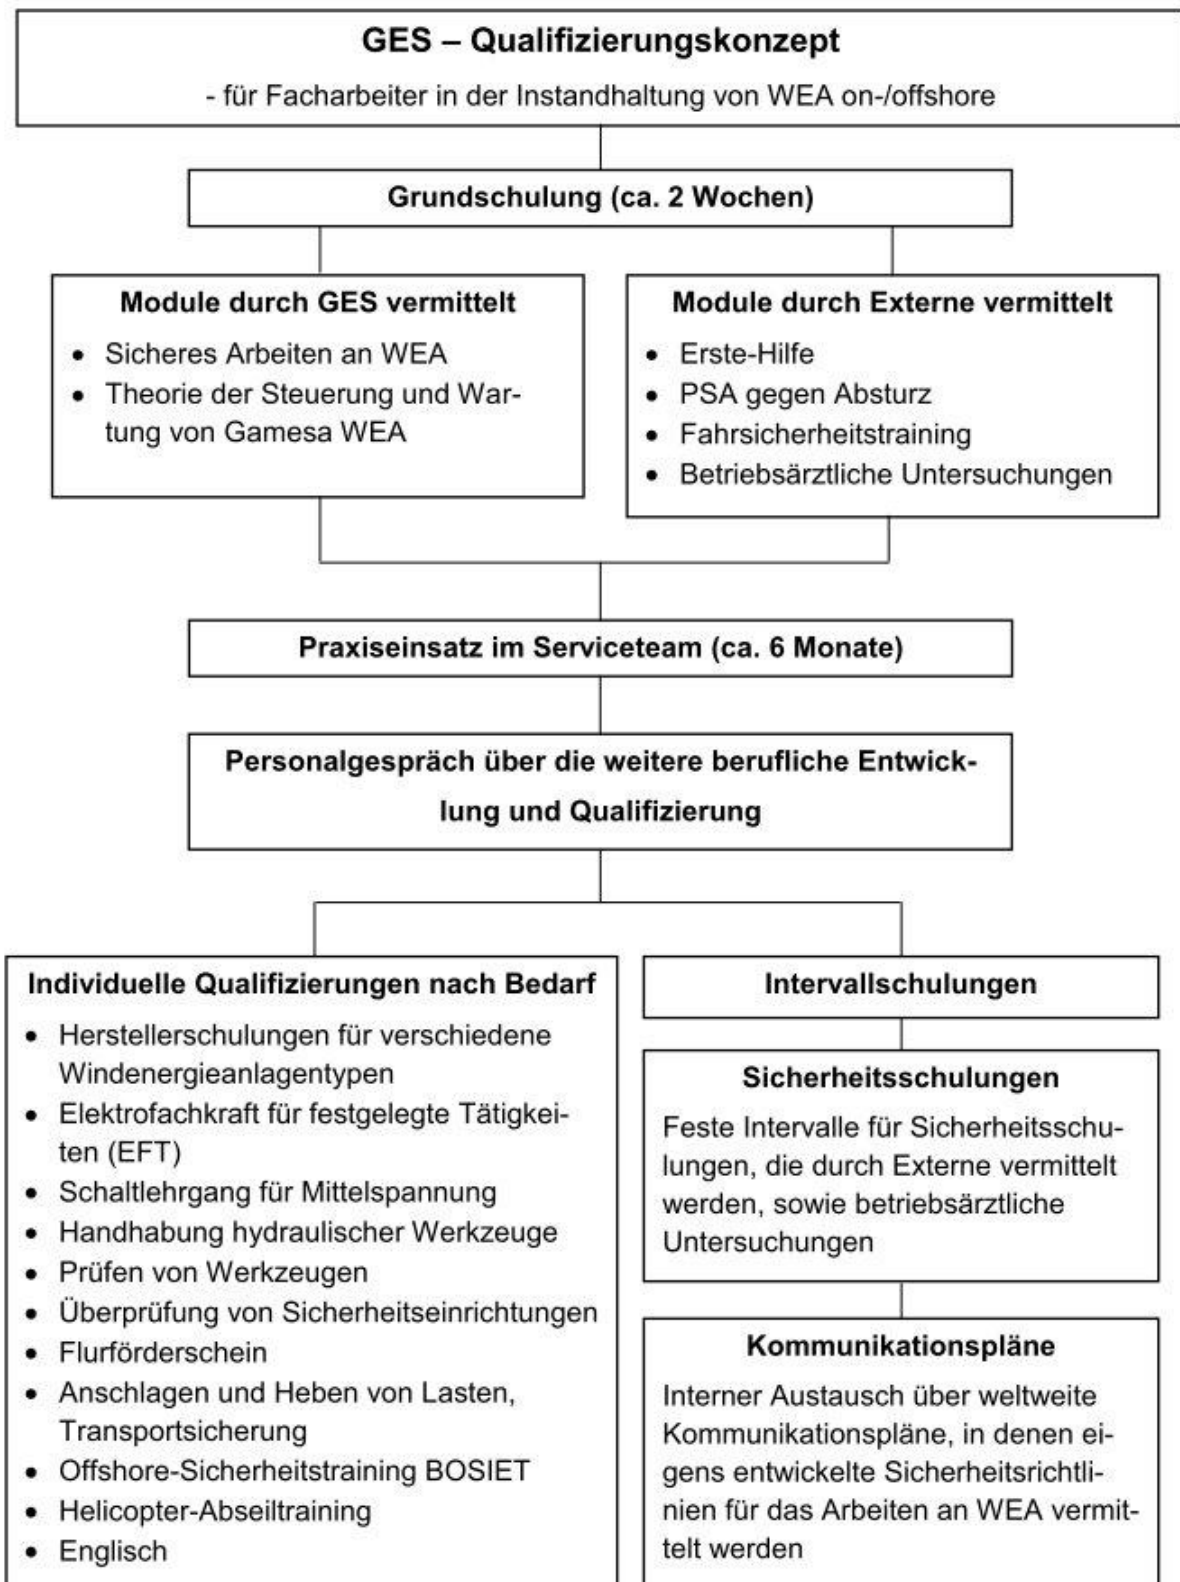 GES – Qualifizierungskonzept
- für Facharbeiter in der Instandhaltung von WEA on-/offshore
Grundschulung (ca. 2 Wochen)
Module durch GES vermittelt
• Sicheres Arbeiten an WEA
• Theorie der Steuerung und War-
tung von Gamesa WEA
Module durch Externe vermittelt
• Erste-Hilfe
• PSA gegen Absturz
• Fahrsicherheitstraining
• Betriebsärztliche Untersuchungen
Praxiseinsatz im Serviceteam (ca. 6 Monate)
Personalgespräch über die weitere berufliche Entwick-
lung und Qualifizierung
Individuelle Qualifizierungen nach Bedarf
• Herstellerschulungen für verschiedene
Windenergieanlagentypen
• Elektrofachkraft für festgelegte Tätigkei-
ten (EFT)
• Schaltlehrgang für Mittelspannung
• Handhabung hydraulischer Werkzeuge
• Prüfen von Werkzeugen
• Überprüfung von Sicherheitseinrichtungen
• Flurförderschein
• Anschlagen und Heben von Lasten,
Transportsicherung
• Offshore-Sicherheitstraining BOSIET
• Helicopter-Abseiltraining
• Englisch
Intervallschulungen
Sicherheitsschulungen
Feste Intervalle für Sicherheitsschu-
lungen, die durch Externe vermittelt
werden, sowie betriebsärztliche
Untersuchungen
Kommunikationspläne
Interner Austausch über weltweite
Kommunikationspläne, in denen ei-
gens entwickelte Sicherheitsrichtli-
nien für das Arbeiten an WEA vermit-
telt werden